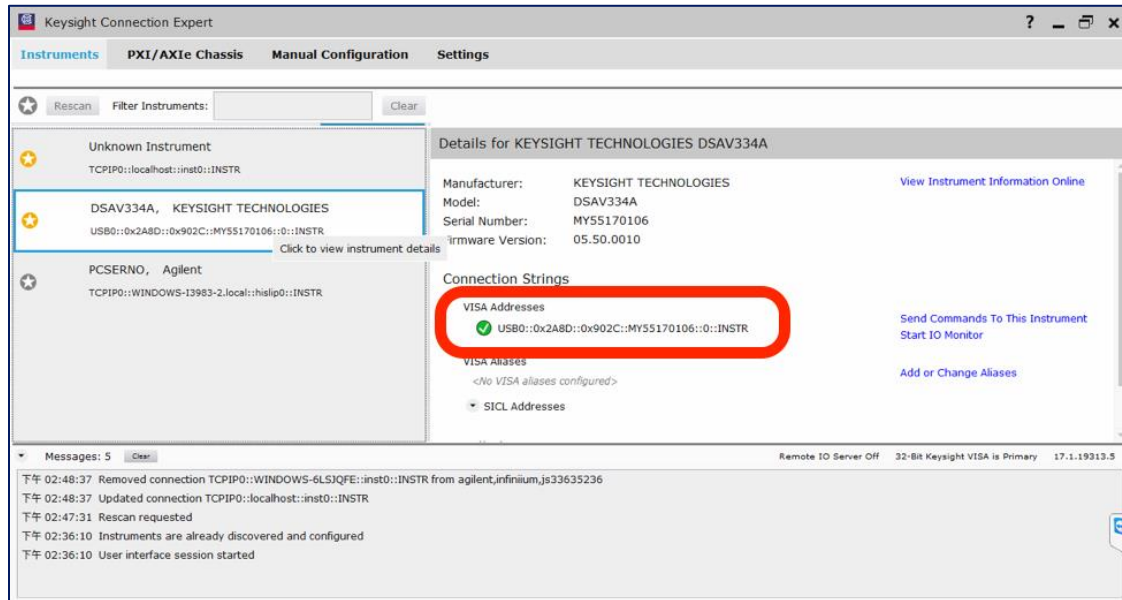 Keysight Connection Expert
Instruments PXI/AXIe Chassis Manual Configuration Settings
Rescan Filter Instruments: Clear
Unknown Instrument
TCPIP0::localhost::inst0::INSTR
DSAV334A, KEYSIGHT TECHNOLOGIES
USB0::0x2A8D::0x902C::MY55170106::0::INSTR
Click to view instrument details
PCSERNO, Agilent
TCPIP0::WINDOWS-I3983-2.local::hislip0::INSTR
Details for KEYSIGHT TECHNOLOGIES DSAV334A
Manufacturer: KEYSIGHT TECHNOLOGIES
View Instrument Information Online
Model: DSAV334A
Serial Number: MY55170106
irmware Version: 05.50.0010
Connection Strings
VISA Addresses
USB0::0x2A8D::0x902C::MY55170106::0::INSTR
Send Commands To This Instrument
Start IO Monitor
VISA Aliases
<No VISA aliases configured>
Add or Change Aliases
SICL Addresses
Messages: 5 Clear
Remote IO Server Off 32-Bit Keysight VISA is Primary 17.1.19313.5
下午 02:48:37 Removed connection TCPIP0::WINDOWS-6LSJQFE::inst0::INSTR from agilent,infiniium,js33635236
下午 02:48:37 Updated connection TCPIP0::localhost::inst0::INSTR
下午 02:47:31 Rescan requested
下午 02:36:10 Instruments are already discovered and configured
下午 02:36:10 User interface session started